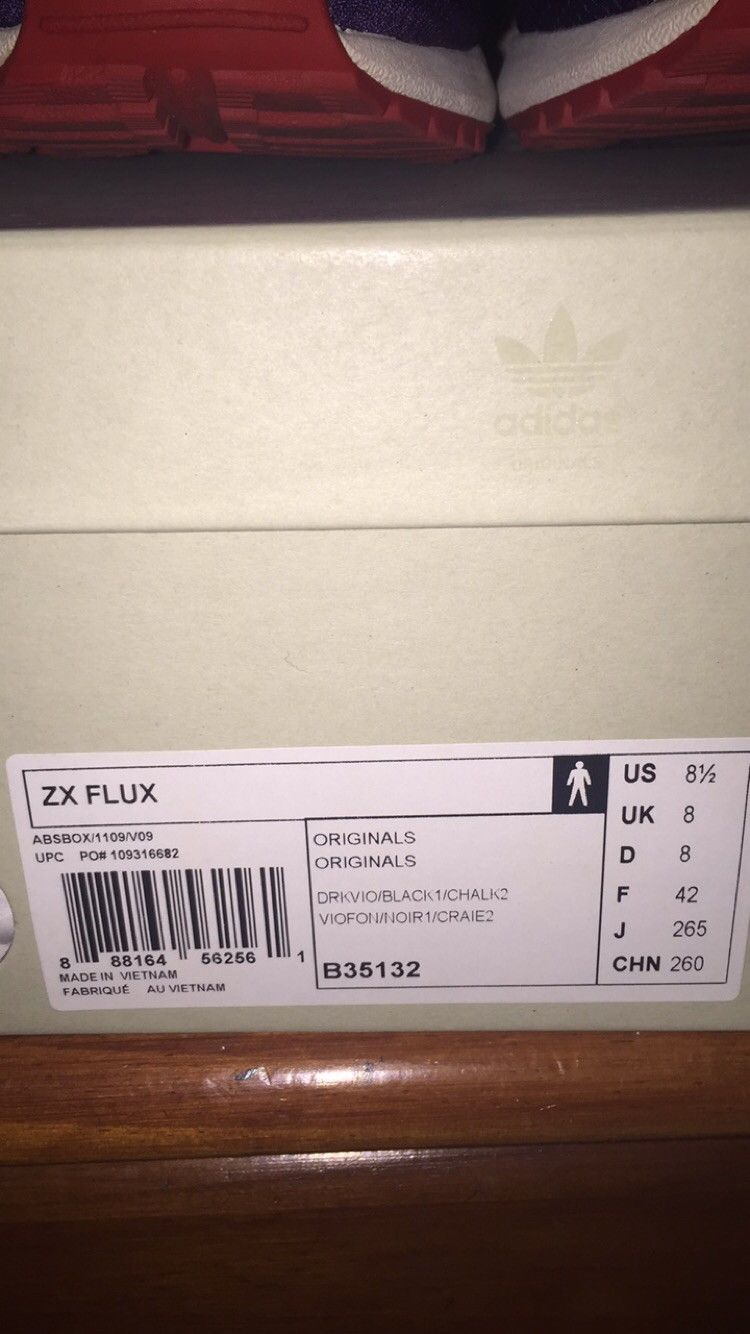 adidas
ZX FLUX
ABSBOX/1109/V09
UPC PO# 109316682
8 88164 56256 1
MADE IN VIETNAM
FABRIQUÉ AU VIETNAM
ORIGINALS
ORIGINALS
DRKVIO/BLACK1/CHALK2
VIOFON/NOIR1/CRAIE2
B35132
US 8½
UK 8
D 8
F 42
J 265
CHN 260